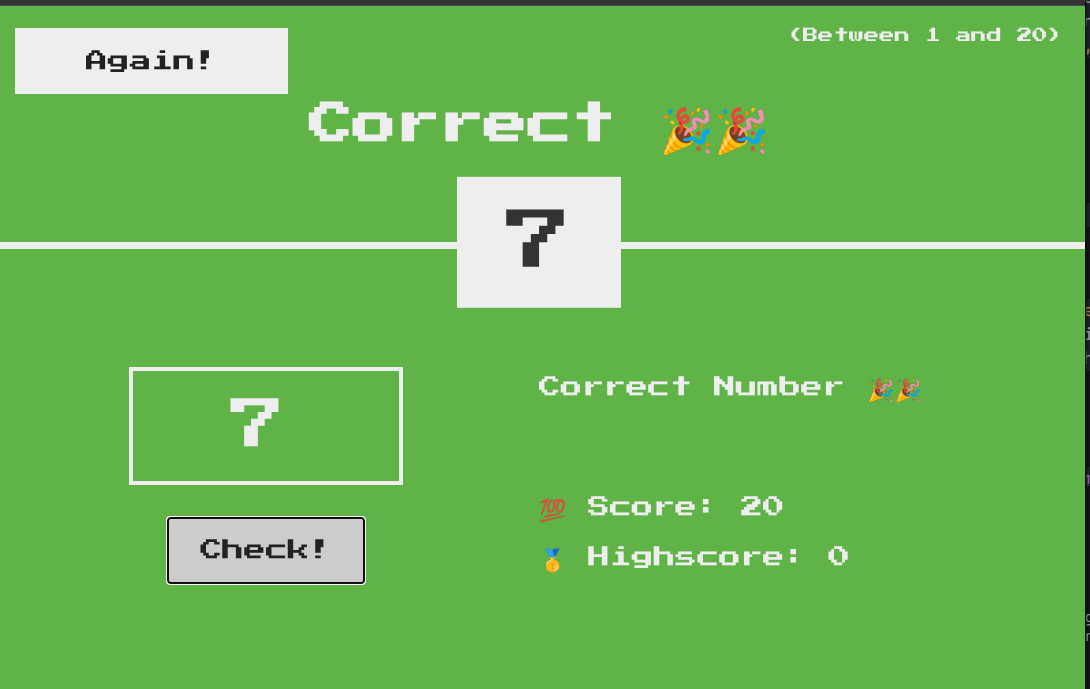 Again!
(Between 1 and 20)
Correct 🎉🎉
7
7
Correct Number 🎉🎉
Check!
💯 Score: 20
🥇 Highscore: 0